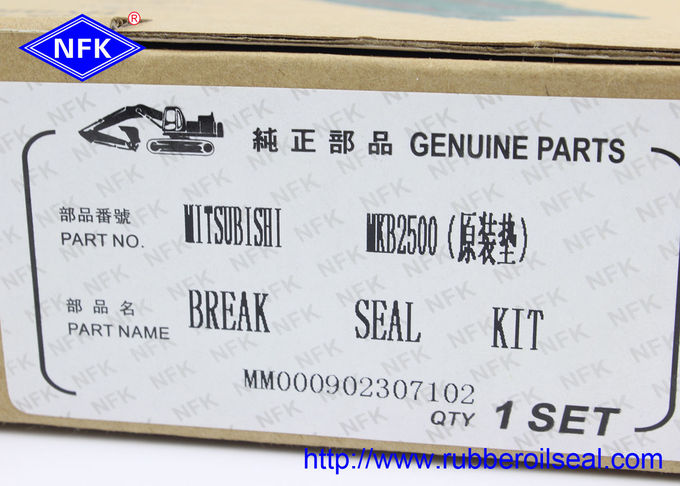 NFK ®
純正部品 GENUINE PARTS
部品番號 MITSUBISHI MKB2500(原装垫)
PART NO.
部品名 BREAK SEAL KIT
PART NAME
MM000902307102
QTY 1 SET
http://www.rubberoilseal.com